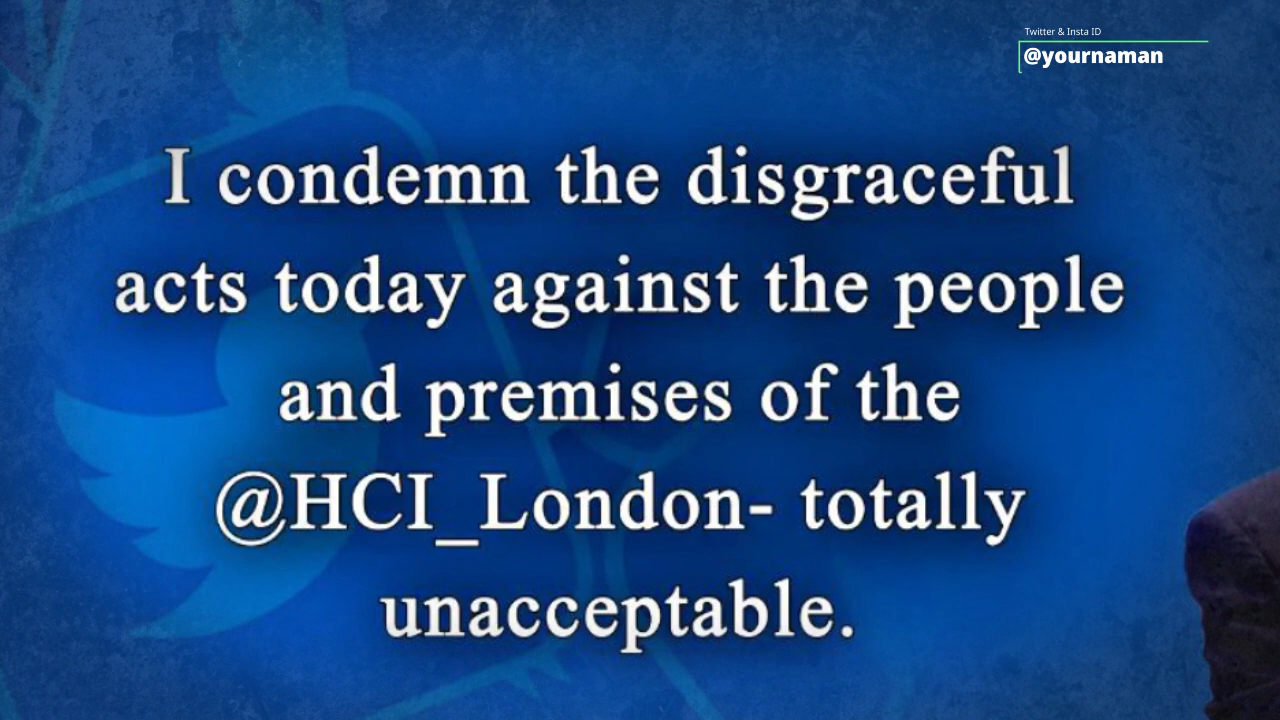 Twitter & Insta ID
@yournaman
I condemn the disgraceful
acts today against the people
and premises of the
@HCI_London- totally
unacceptable.